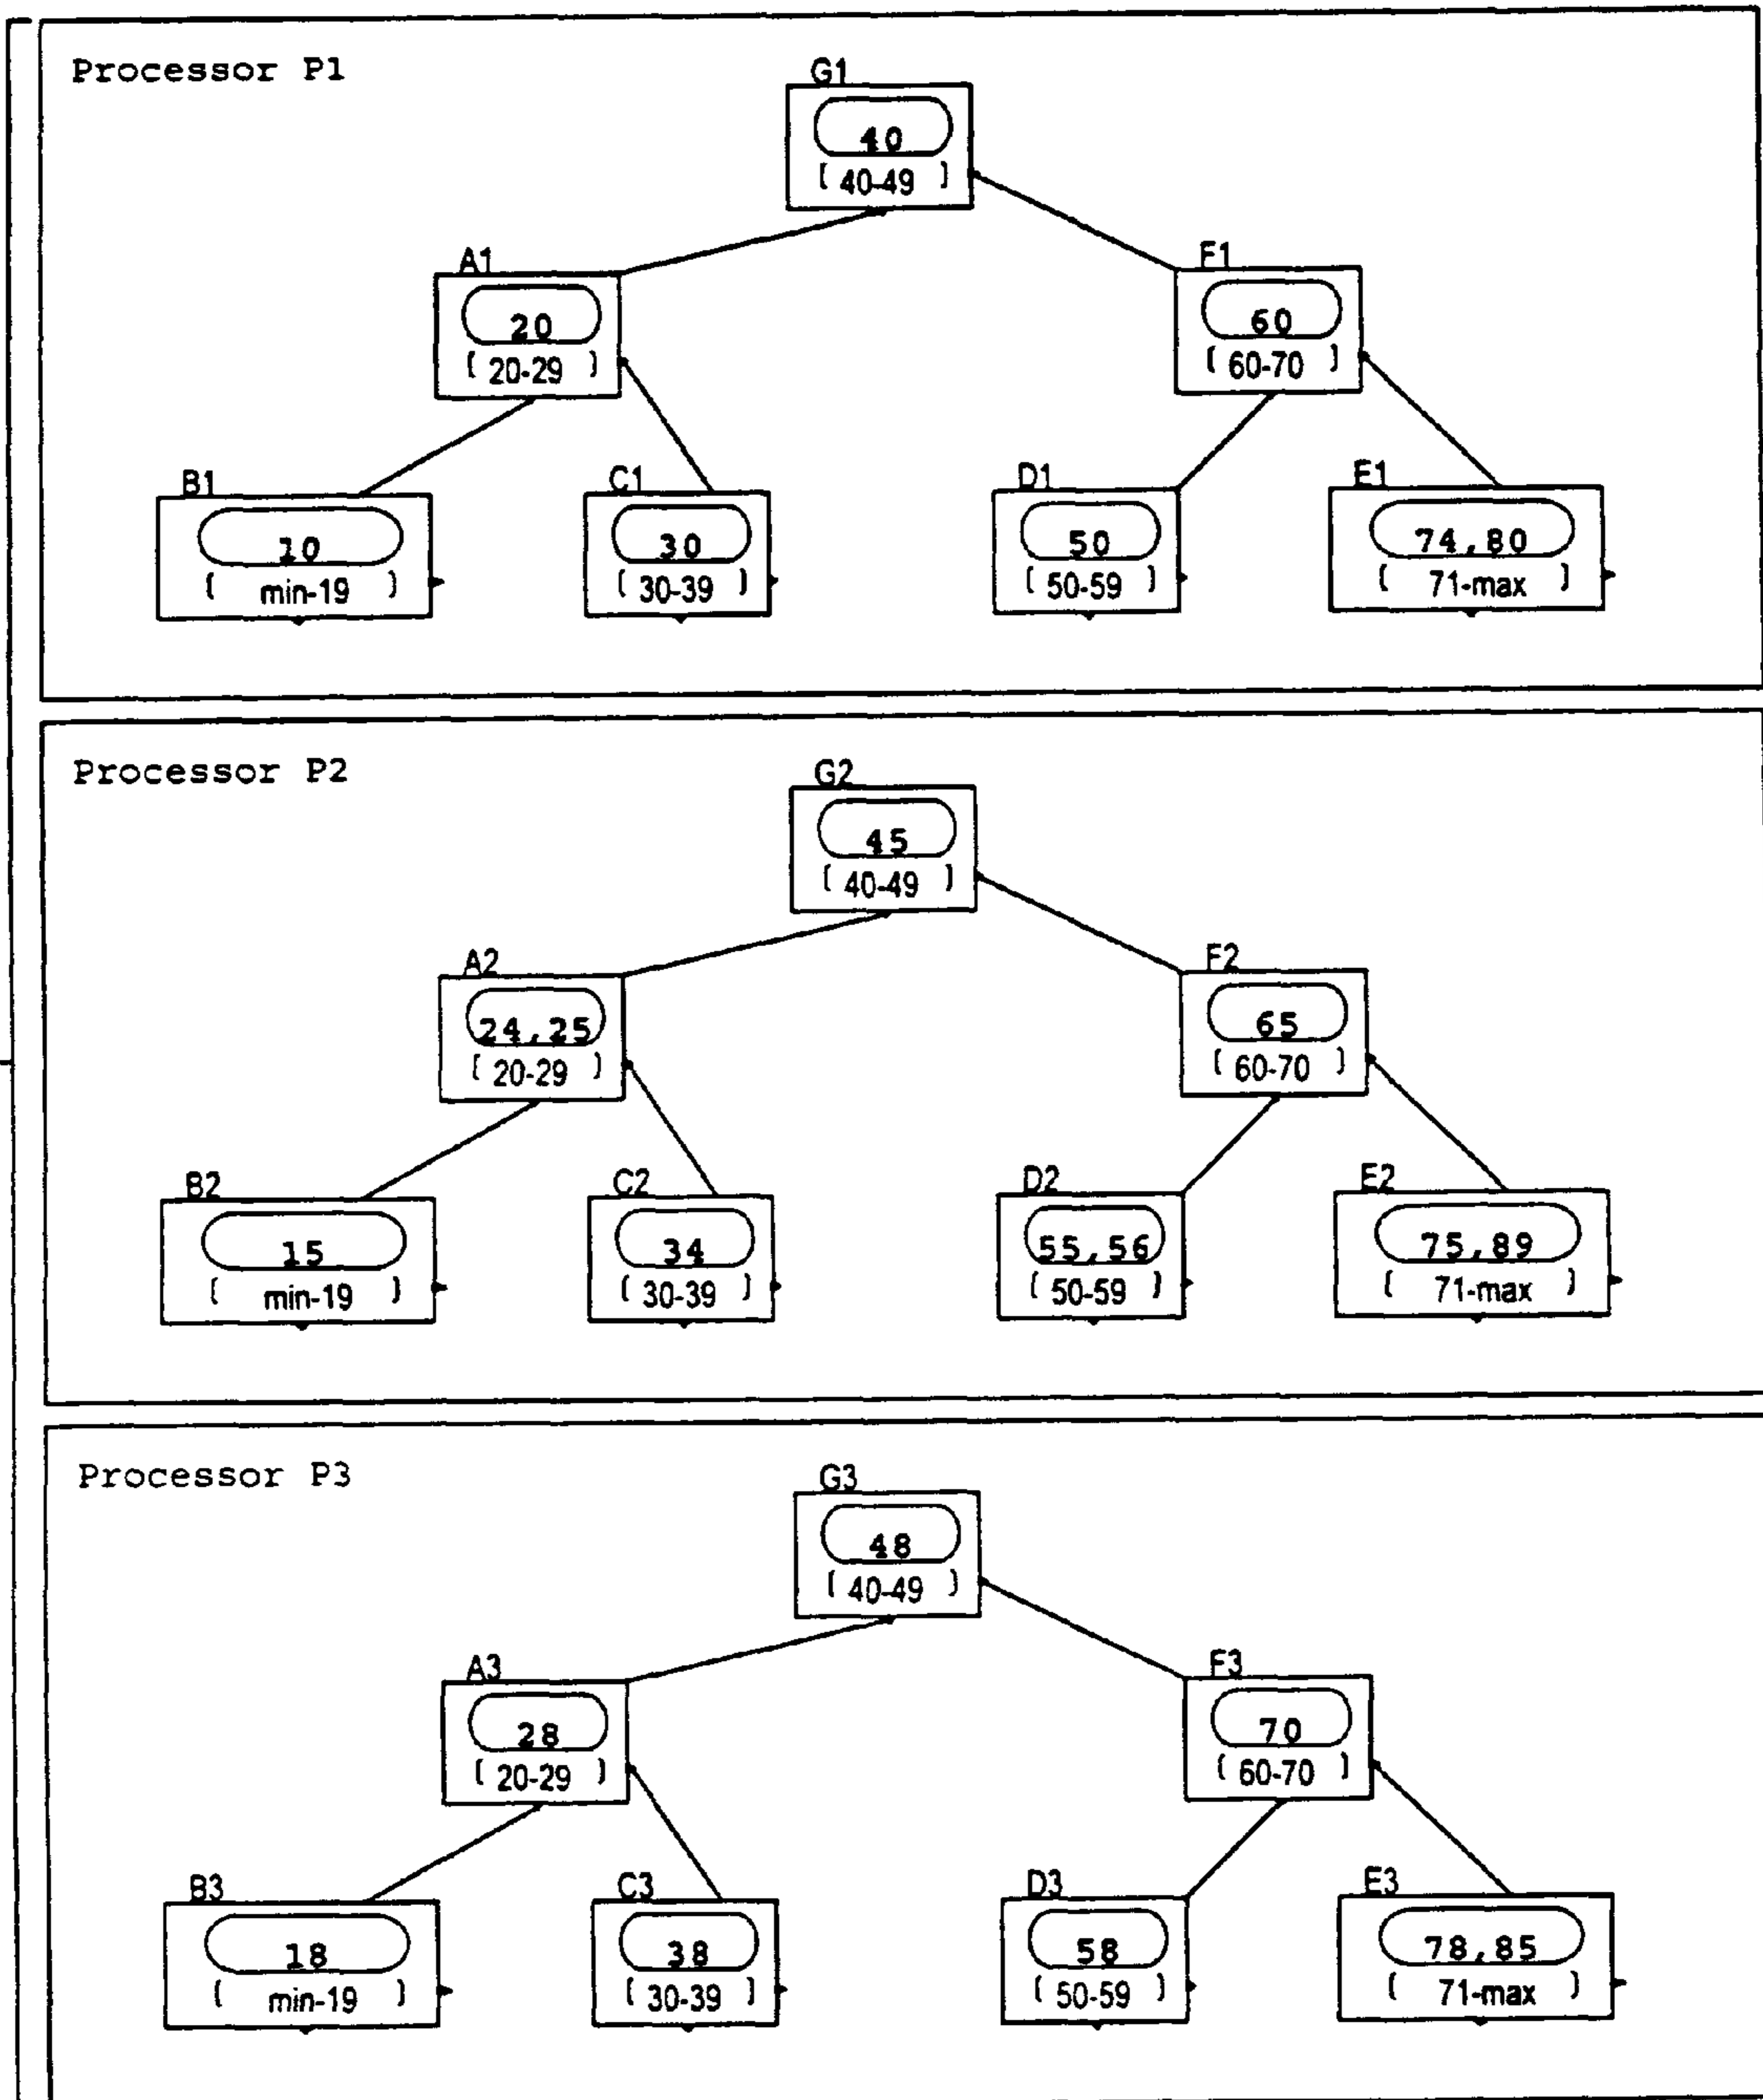 Processor P1
G1
40
[ 40-49 ]
A1
20
[ 20-29 ]
F1
60
[ 60-70 ]
B1
10
[ min-19 ]
C1
30
[ 30-39 ]
D1
50
[ 50-59 ]
E1
74,80
[ 71-max ]
Processor P2
G2
45
[ 40-49 ]
A2
24,25
[ 20-29 ]
F2
65
[ 60-70 ]
B2
15
[ min-19 ]
C2
34
[ 30-39 ]
D2
55,56
[ 50-59 ]
E2
75,89
[ 71-max ]
Processor P3
G3
48
[ 40-49 ]
A3
28
[ 20-29 ]
F3
70
[ 60-70 ]
B3
18
[ min-19 ]
C3
38
[ 30-39 ]
D3
58
[ 50-59 ]
E3
78,85
[ 71-max ]